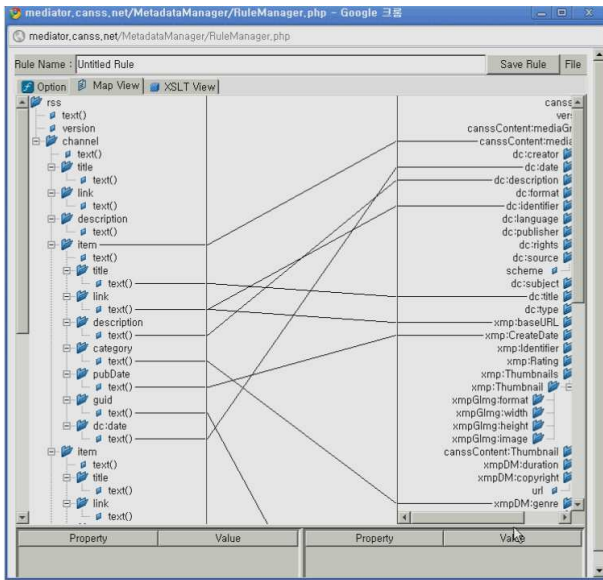 mediator.canss.net/MetadataManager/RuleManager.php - Google 크롬
mediator.canss.net/MetadataManager/RuleManager.php
Rule Name : Untitled Rule Save Rule File
Option Map View XSLT View
rss
text()
version
channel
text()
title
text()
link
text()
description
text()
item
title
text()
link
text()
description
text()
category
text()
pubDate
text()
guid
text()
dc:date
text()
item
text()
title
text()
link
text()
canss
ver
canssContent:mediaGr
canssContent:media
dc:creator
dc:date
dc:description
dc:format
dc:identifier
dc:language
dc:publisher
dc:rights
dc:source
scheme
dc:subject
dc:title
dc:type
xmp:baseURL
xmp:CreateDate
xmp:Identifier
xmp:Rating
xmp:Thumbnails
xmp:Thumbnail
xmpGImg:format
xmpGImg:width
xmpGImg:height
xmpGImg:image
canssContent:Thumbnail
xmpDM:duration
xmpDM:copyright
url
xmpDM:genre
Property Value Property Value